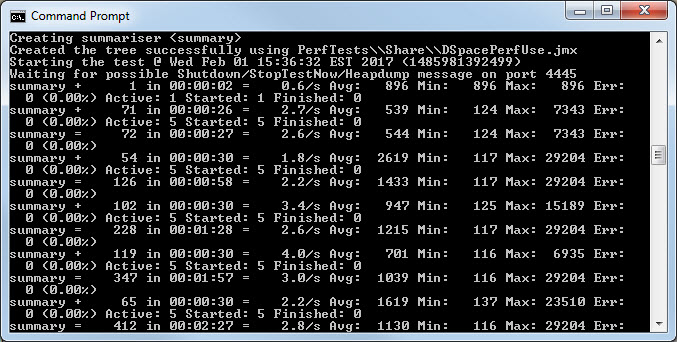 Command Prompt
Creating summariser <summary>
Created the tree successfully using PerfTests\\Share\\DSpacePerfUse.jmx
Starting the test @ Wed Feb 01 15:36:32 EST 2017 (1485981392499)
Waiting for possible Shutdown/StopTestNow/Heapdump message on port 4445
summary +      1 in 00:00:02 =    0.6/s Avg:   896 Min:   896 Max:   896 Err:
   0 (0.00%) Active: 1 Started: 1 Finished: 0
summary +     71 in 00:00:26 =    2.7/s Avg:   539 Min:   124 Max:  7343 Err:
   0 (0.00%) Active: 5 Started: 5 Finished: 0
summary =     72 in 00:00:27 =    2.6/s Avg:   544 Min:   124 Max:  7343 Err:
   0 (0.00%)
summary +     54 in 00:00:30 =    1.8/s Avg:  2619 Min:   117 Max: 29204 Err:
   0 (0.00%) Active: 5 Started: 5 Finished: 0
summary =    126 in 00:00:58 =    2.2/s Avg:  1433 Min:   117 Max: 29204 Err:
   0 (0.00%)
summary +    102 in 00:00:30 =    3.4/s Avg:   947 Min:   125 Max: 15189 Err:
   0 (0.00%) Active: 5 Started: 5 Finished: 0
summary =    228 in 00:01:28 =    2.6/s Avg:  1215 Min:   117 Max: 29204 Err:
   0 (0.00%)
summary +    119 in 00:00:30 =    4.0/s Avg:   701 Min:   116 Max:  6935 Err:
   0 (0.00%) Active: 5 Started: 5 Finished: 0
summary =    347 in 00:01:57 =    3.0/s Avg:  1039 Min:   116 Max: 29204 Err:
   0 (0.00%)
summary +     65 in 00:00:30 =    2.2/s Avg:  1619 Min:   137 Max: 23510 Err:
   0 (0.00%) Active: 5 Started: 5 Finished: 0
summary =    412 in 00:02:27 =    2.8/s Avg:  1130 Min:   116 Max: 29204 Err: